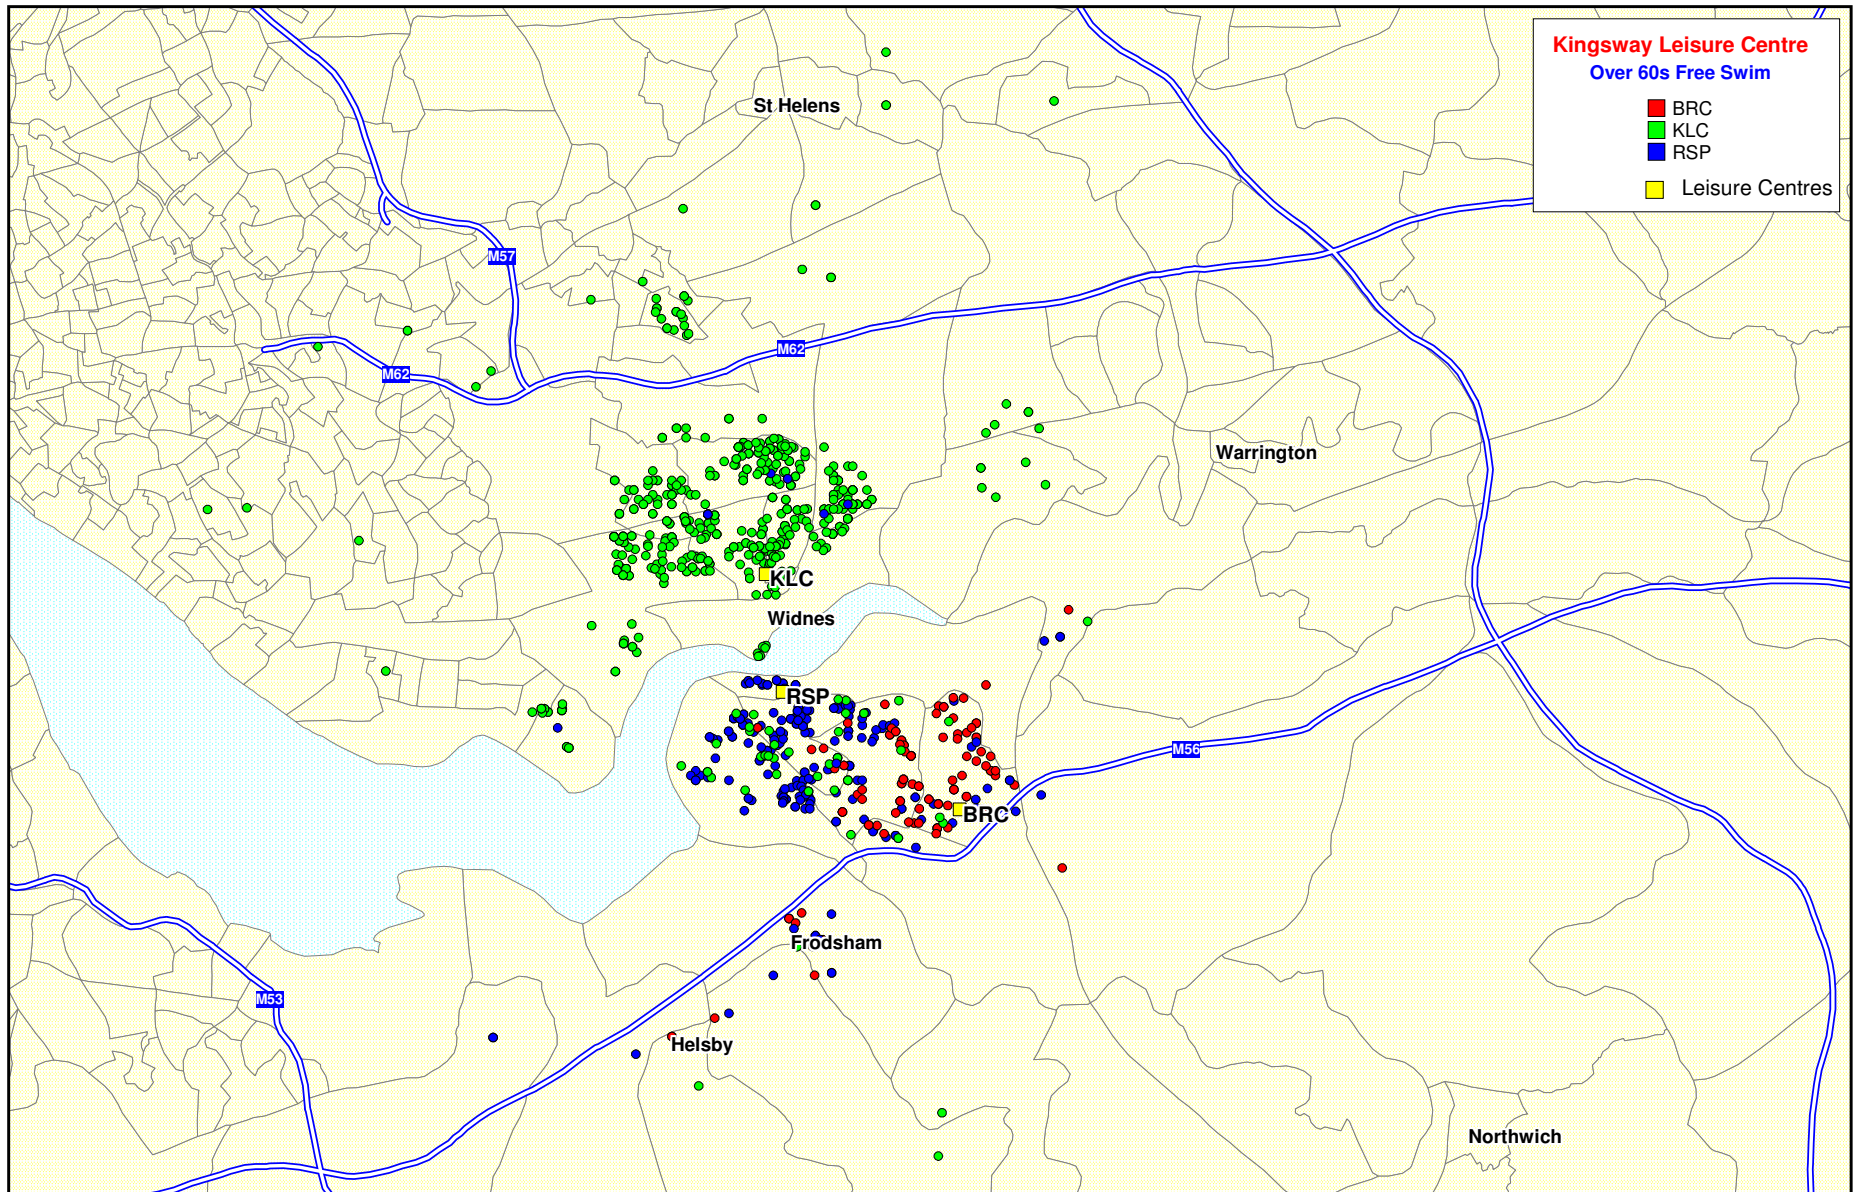 Kingsway Leisure Centre
Over 60s Free Swim
BRC
KLC
RSP
Leisure Centres
St Helens
M57
M62
M62
Warrington
KLC
Widnes
RSP
M56
BRC
Frodsham
M53
Helsby
Northwich